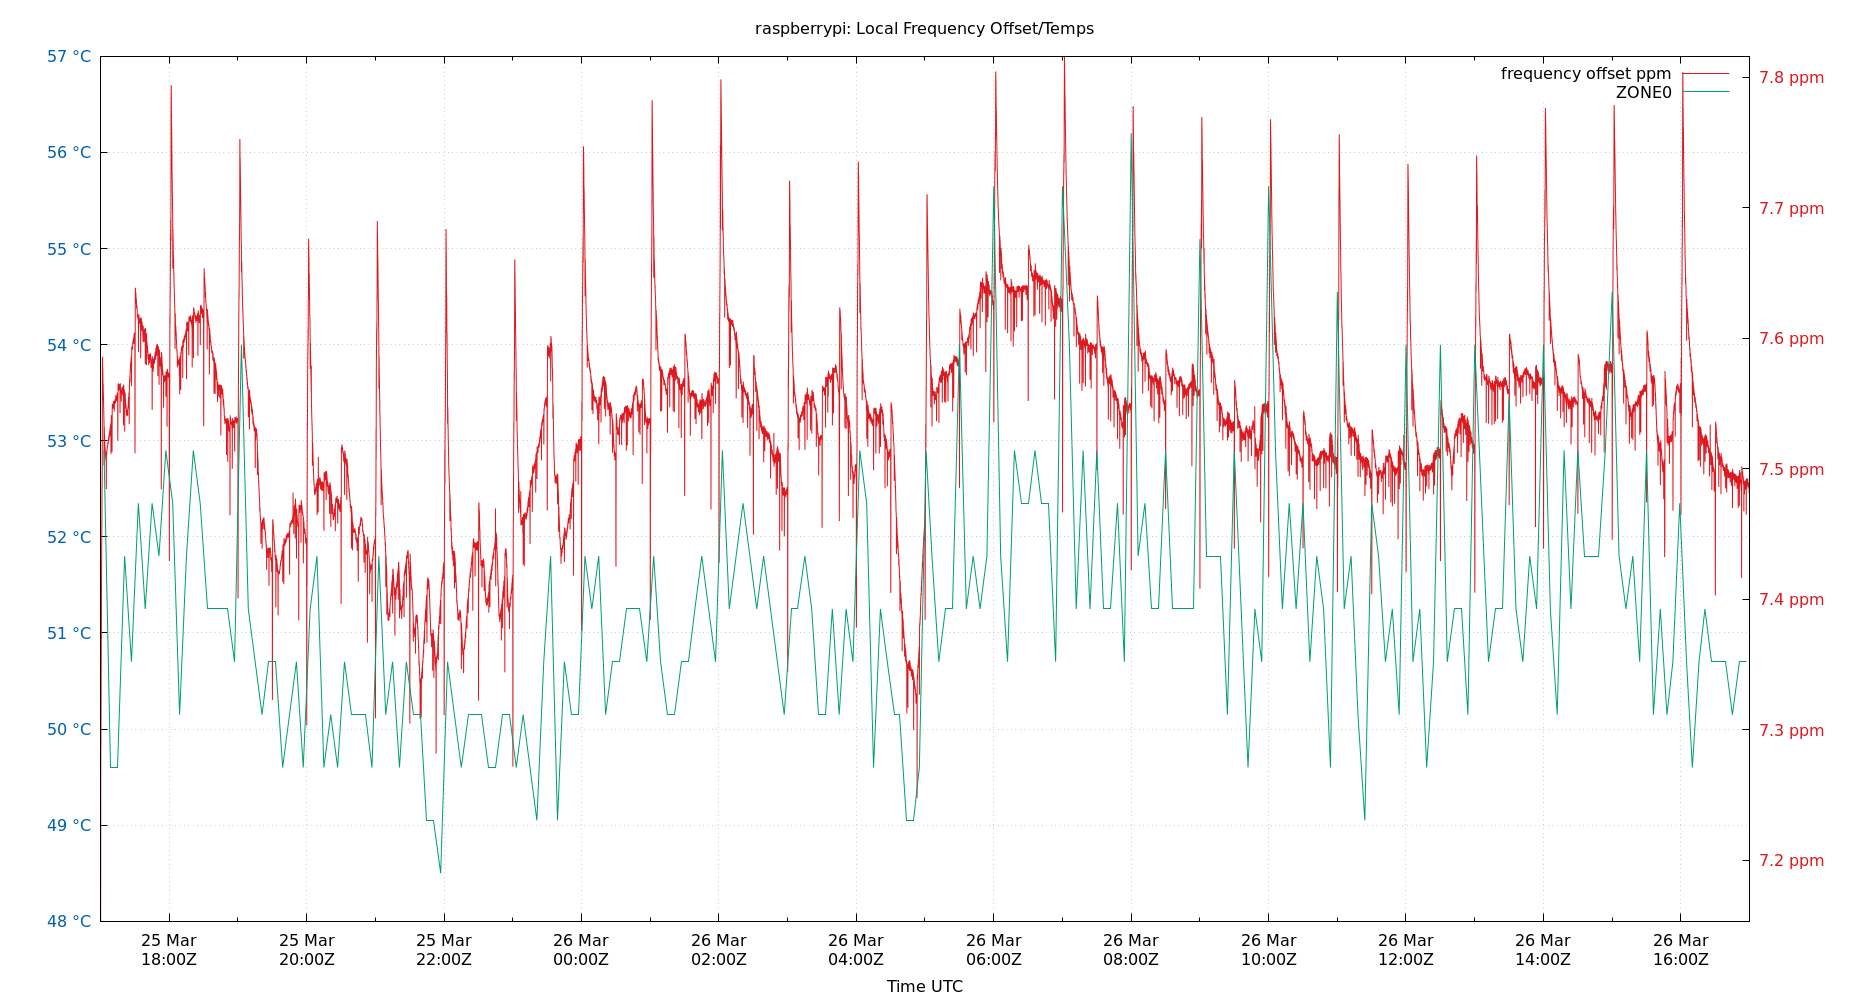 raspberrypi: Local Frequency Offset/Temps
frequency offset ppm
ZONE0
57 °C
56 °C
55 °C
54 °C
53 °C
52 °C
51 °C
50 °C
49 °C
48 °C
7.8 ppm
7.7 ppm
7.6 ppm
7.5 ppm
7.4 ppm
7.3 ppm
7.2 ppm
25 Mar
18:00Z
25 Mar
20:00Z
25 Mar
22:00Z
26 Mar
00:00Z
26 Mar
02:00Z
26 Mar
04:00Z
26 Mar
06:00Z
26 Mar
08:00Z
26 Mar
10:00Z
26 Mar
12:00Z
26 Mar
14:00Z
26 Mar
16:00Z
Time UTC